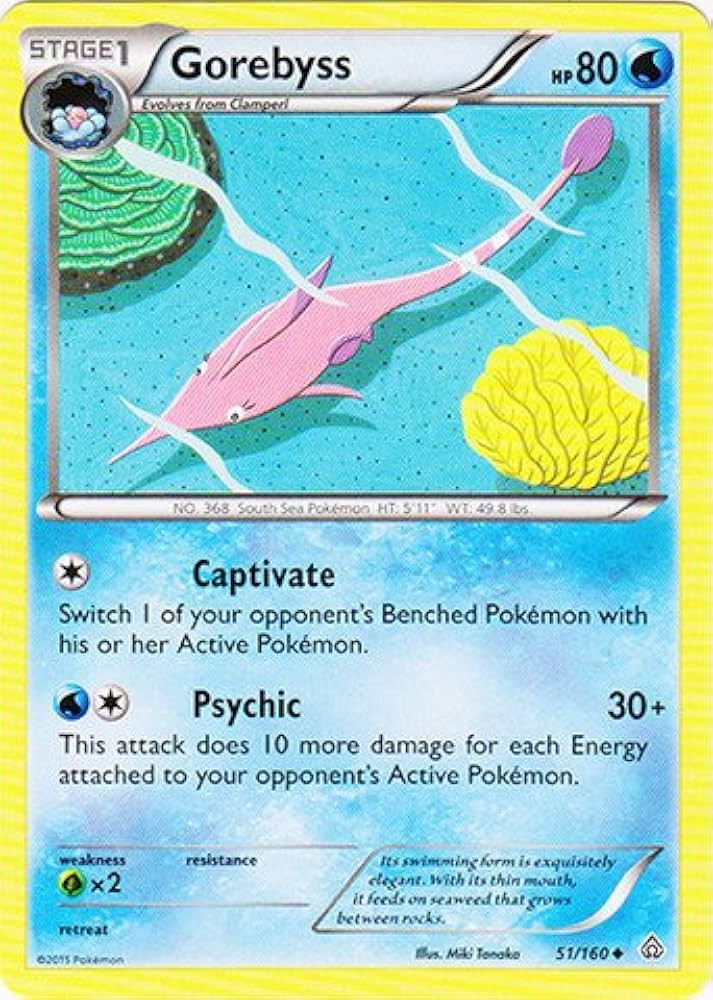 STAGE1
Gorebyss
HP80
Evolves from Clamperl
NO. 368 South Sea Pokémon HT: 5'11" WT: 49.8 lbs.
Captivate
Switch 1 of your opponent's Benched Pokémon with
his or her Active Pokémon.
Psychic 30+
This attack does 10 more damage for each Energy
attached to your opponent's Active Pokémon.
weakness resistance
×2
Its swimming form is exquisitely
elegant. With its thin mouth,
it feeds on seaweed that grows
between rocks.
retreat
©2015 Pokémon
Illus. Miki Tanaka
51/160